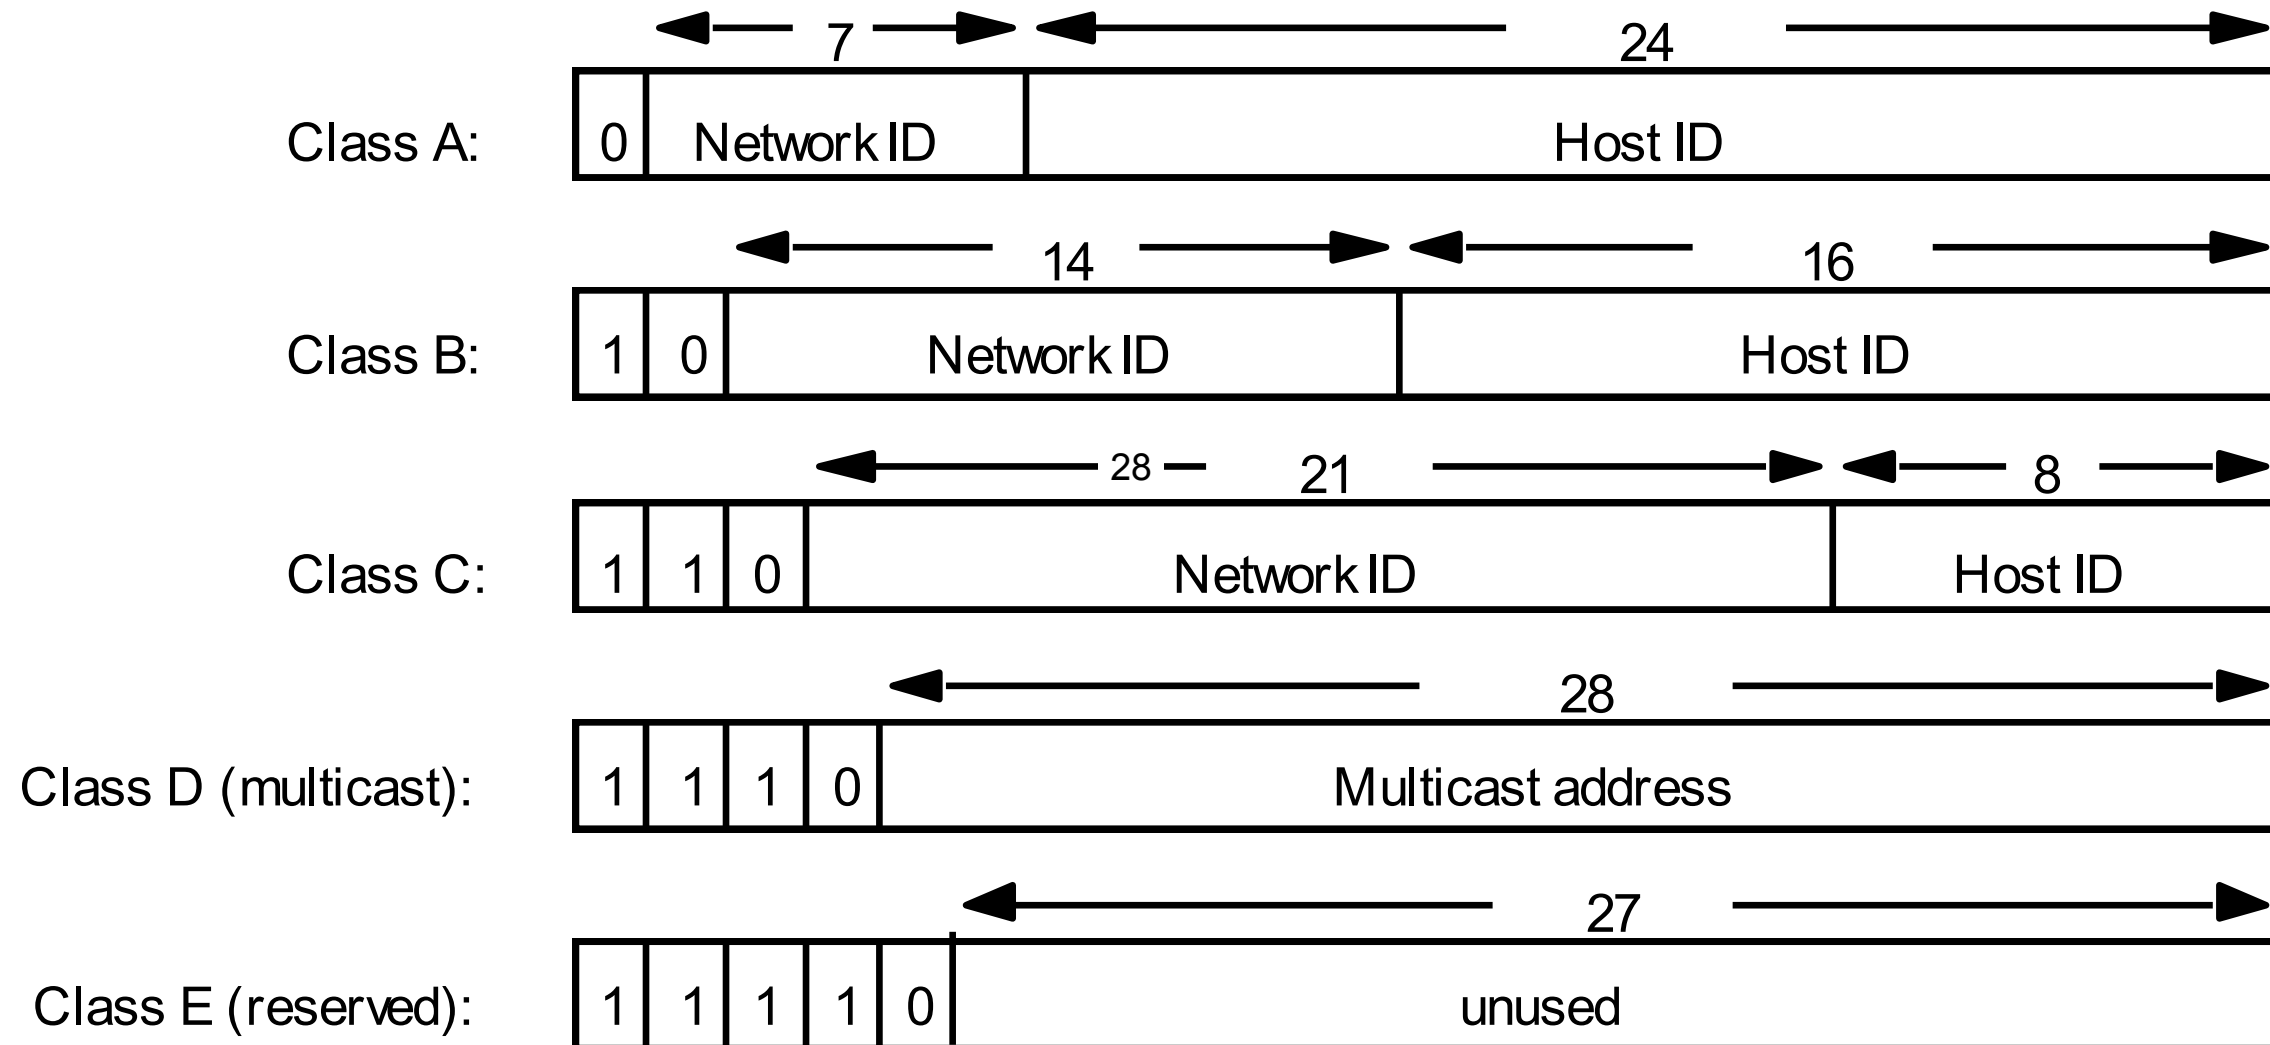 7 24
Class A: 0 Network ID Host ID
14 16
Class B: 1 0 Network ID Host ID
28 21 8
Class C: 1 1 0 Network ID Host ID
28
Class D (multicast): 1 1 1 0 Multicast address
27
Class E (reserved): 1 1 1 1 0 unused